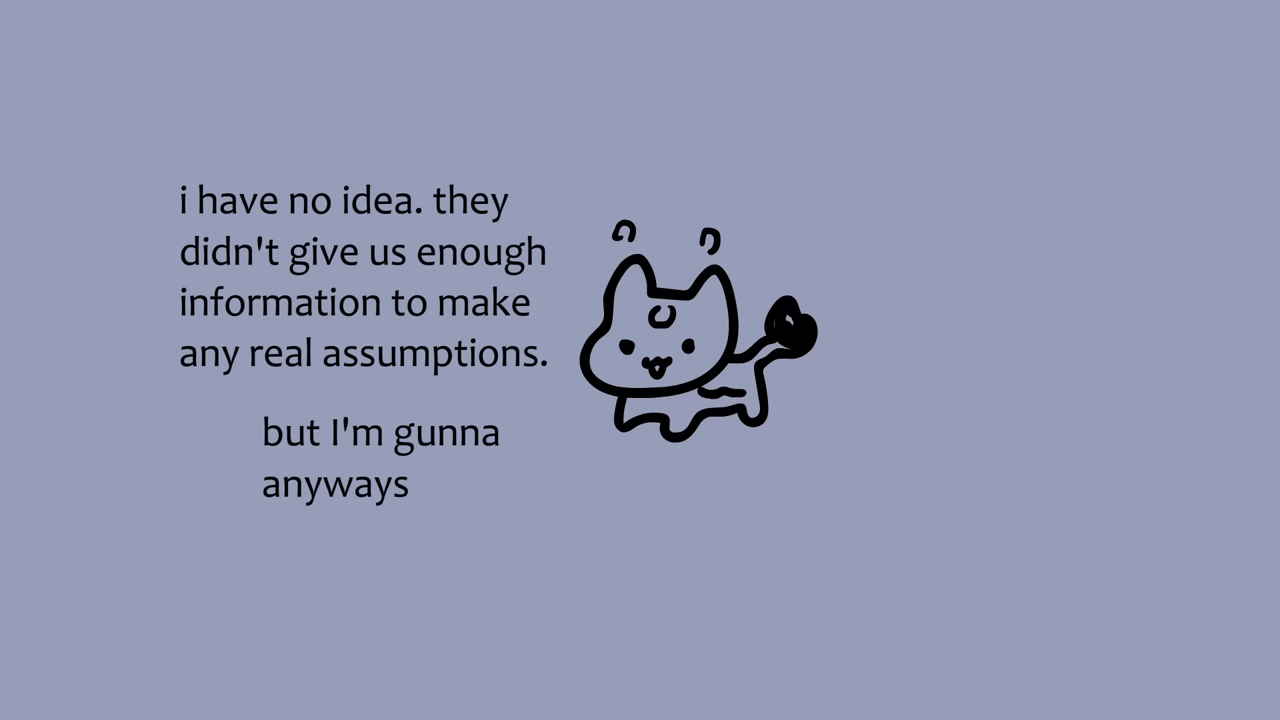 i have no idea. they
didn't give us enough
information to make
any real assumptions.
but I'm gunna
anyways